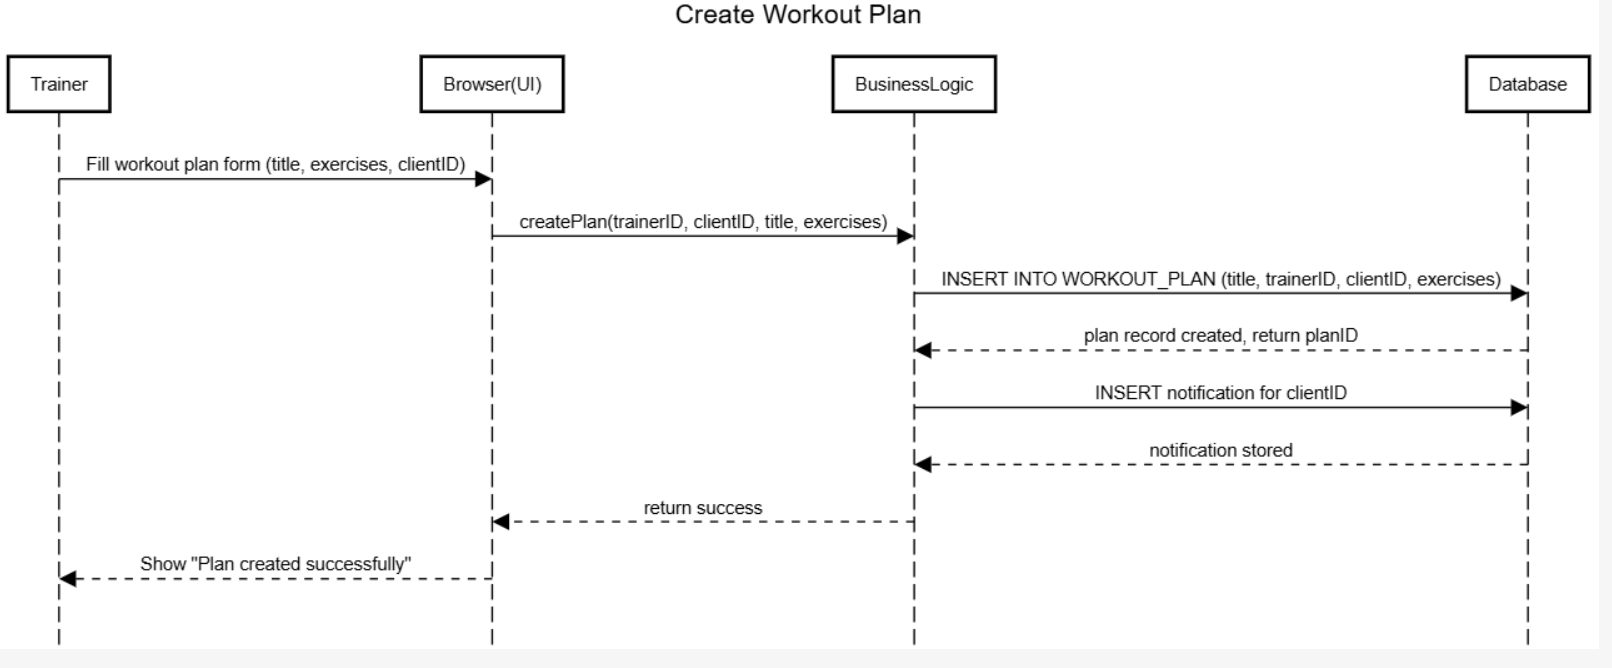 Create Workout Plan
Trainer
Browser(UI)
BusinessLogic
Database
Fill workout plan form (title, exercises, clientID)
createPlan(trainerID, clientID, title, exercises)
INSERT INTO WORKOUT_PLAN (title, trainerID, clientID, exercises)
plan record created, return planID
INSERT notification for clientID
notification stored
return success
Show "Plan created successfully"